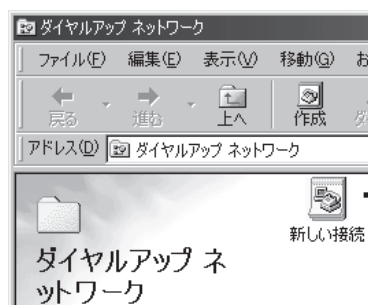 ダイヤルアップ ネットワーク
ファイル(F) 編集(E) 表示(V) 移動(G) お
戻る 進む 上へ 作成
アドレス(D) ダイヤルアップ ネットワーク
新しい接続
ダイヤルアップ ネ
ットワーク